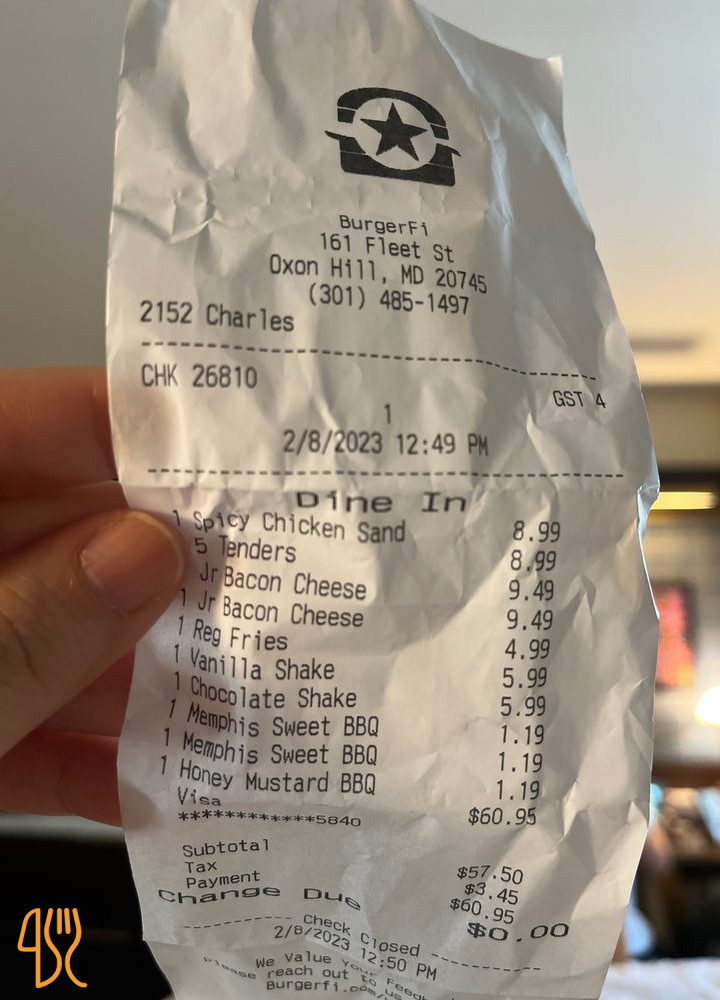 BurgerFi
161 Fleet St
Oxon Hill, MD 20745
(301) 485-1497
2152 Charles
CHK 26810 GST 4
1
2/8/2023 12:49 PM
Dine In
1 Spicy Chicken Sand 8.99
5 Tenders 8.99
Jr Bacon Cheese 9.49
1 Jr Bacon Cheese 9.49
1 Reg Fries 4.99
1 Vanilla Shake 5.99
1 Chocolate Shake 5.99
1 Memphis Sweet BBQ 1.19
1 Memphis Sweet BBQ 1.19
1 Honey Mustard BBQ 1.19
Visa $60.95
***********5840
Subtotal $57.50
Tax $3.45
Payment $60.95
Change Due $0.00
Check Closed
2/8/2023 12:50 PM
We Value Your
Please reach out to us
Burgerfi.com/